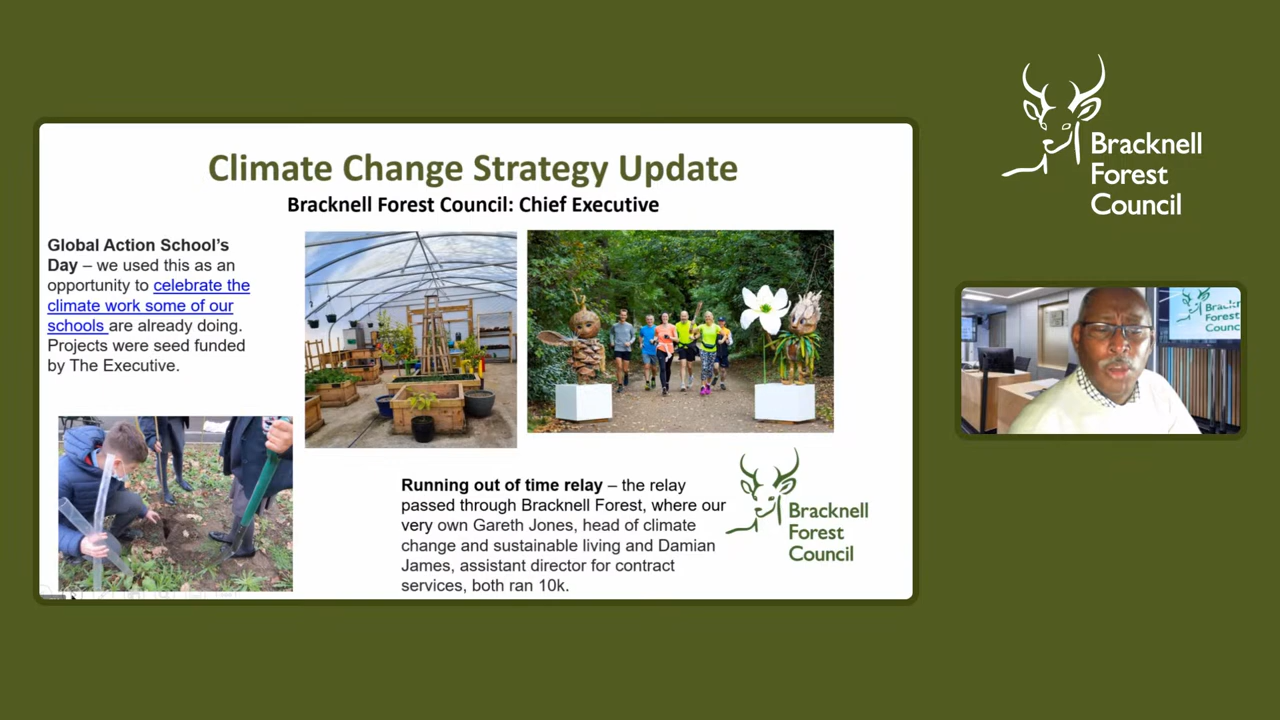 Climate Change Strategy Update
Bracknell Forest Council: Chief Executive
Global Action School's
Day – we used this as an
opportunity to celebrate the
climate work some of our
schools are already doing.
Projects were seed funded
by The Executive.
Running out of time relay – the relay
passed through Bracknell Forest, where our
very own Gareth Jones, head of climate
change and sustainable living and Damian
James, assistant director for contract
services, both ran 10k.
Bracknell
Forest
Council
Bracknell
Forest
Council
Forest